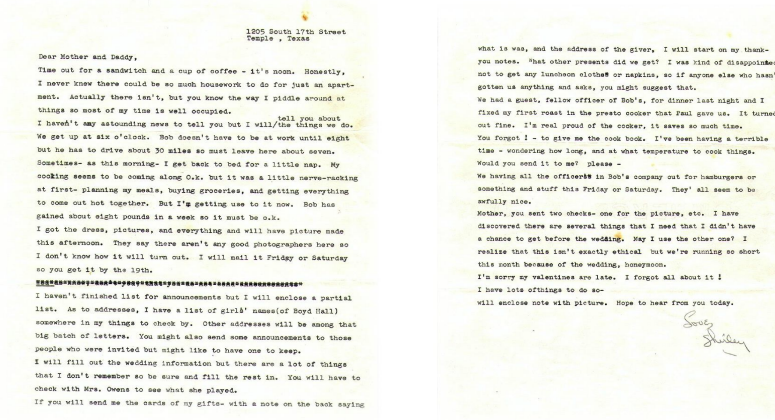 1205 South 17th Street
Temple , Texas
Dear Mother and Daddy,
Time out for a sandwitch and a cup of coffee - it's noon. Honestly,
I never knew there could be so much housework to do for just an apart-
ment. Actually there isn't, but you know the way I piddle around at
things so most of my time is well occupied.
tell you about
I haven't any astounding news to tell you but I will/the things we do.
We get up at six o'clock. Bob doesn't have to be at work until eight
but he has to drive about 30 miles so must leave here about seven.
Sometimes- as this morning- I get back to bed for a little nap. My
cooking seems to be coming along O.k. but it was a little nerve-racking
at first- planning my meals, buying groceries, and getting everything
to come out hot together. But I'm getting use to it now. Bob has
gained about eight pounds in a week so it must be o.k.
I got the dress, pictures, and everything and will have picture made
this afternoon. They say there aren't any good photographers here so
I don't know how it will turn out. I will mail it Friday or Saturday
so you get it by the 19th.
I haven't finished list for announcements but I will enclose a partial
list. As to addresses, I have a list of girls' names(of Boyd Hall)
somewhere in my things to check by. Other addresses will be among that
big batch of letters. You might also send some announcements to those
people who were invited but might like to have one to keep.
I will fill out the wedding information but there are a lot of things
that I don't remember so be sure and fill the rest in. You will have to
check with Mrs. Owens to see what she played.
If you will send me the cards of my gifts- with a note on the back saying
what is was, and the address of the giver, I will start on my thank-
you notes. What other presents did we get? I was kind of disappointed
not to get any luncheon clothes or napkins, so if anyone else hasn't
gotten us anything and asks, you might suggest that.
We had a guest, fellow officer of Bob's, for dinner last night and I
fixed my first roast in the presto cooker that Paul gave us. It turned
out fine. I'm real proud of the cooker, it saves so much time.
You forgot ! - to give me the cook book. I've been having a terrible
time - wondering how long, and at what temperature to cook things.
Would you send it to me? please -
We having all the officers in Bob's company out for hamburgers or
something and stuff this Friday or Saturday. They' all seem to be
awfully nice.
Mother, you sent two checks- one for the picture, etc. I have
discovered there are several things that I need that I didn't have
a chance to get before the wedding. May I use the other one? I
realize that this isn't exactly ethical but we're running so short
this month because of the wedding, honeymoon.
I'm sorry my valentines are late. I forgot all about it !
I have lots ofthings to do so-
will enclose note with picture. Hope to hear from you today.
Love,
Shirley